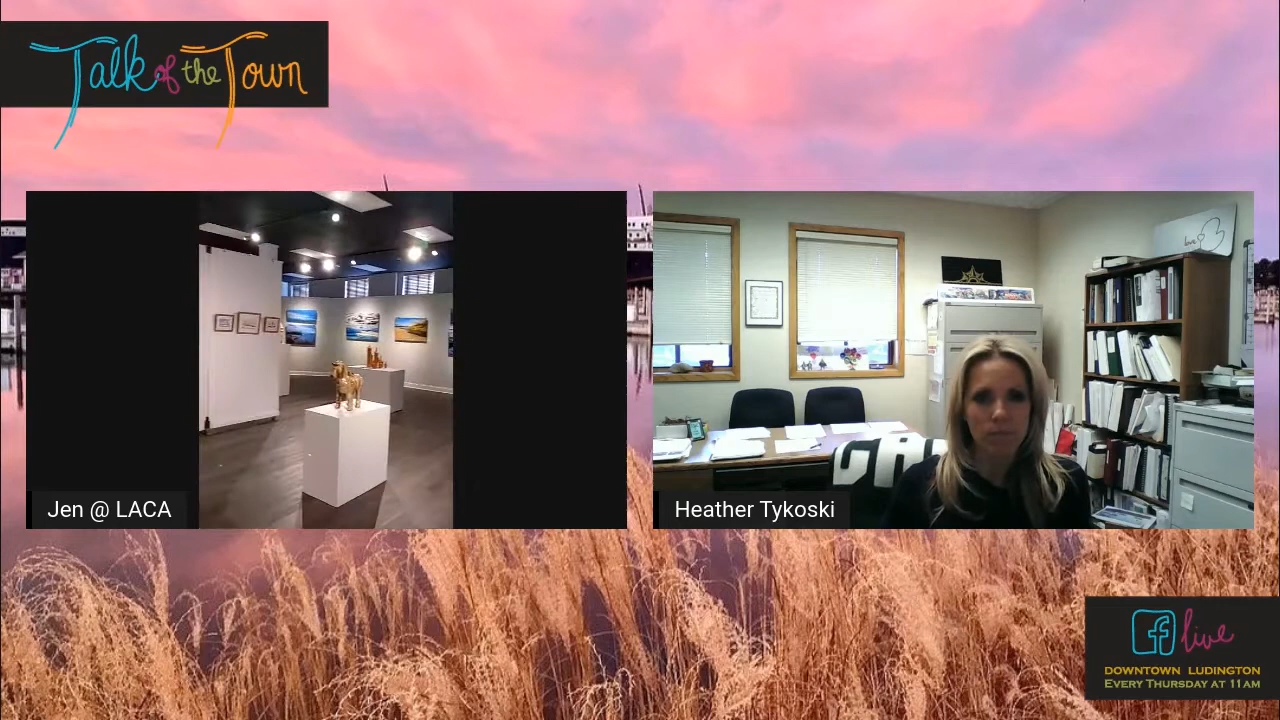 Talk of the Town
Jen @ LACA
Heather Tykoski
live
DOWNTOWN LUDINGTON
EVERY THURSDAY AT 11AM